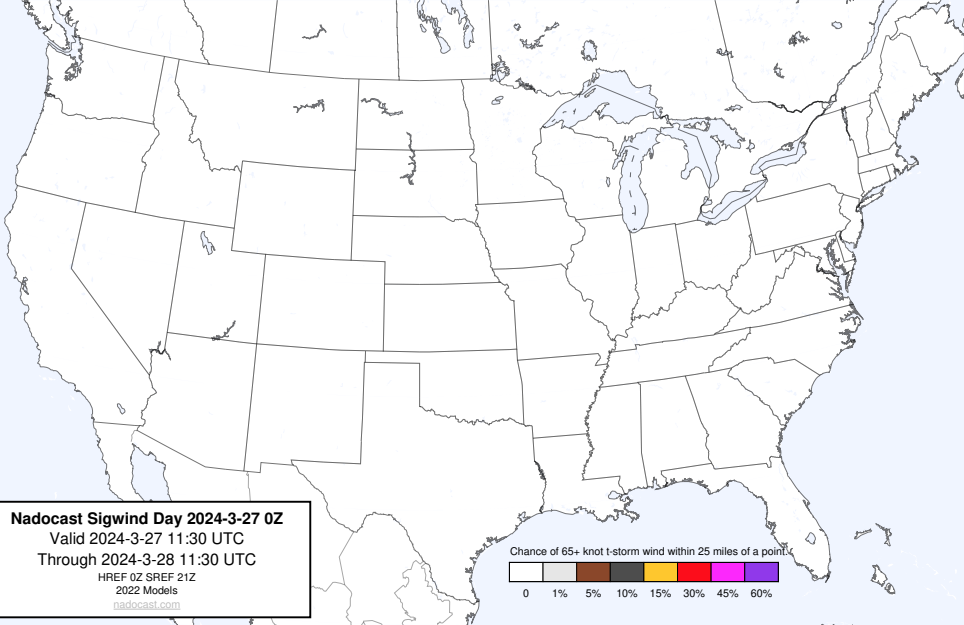 Nadocast Sigwind Day 2024-3-27 0Z
Valid 2024-3-27 11:30 UTC
Through 2024-3-28 11:30 UTC
HREF 0Z SREF 21Z
2022 Models
nadocast.com
Chance of 65+ knot t-storm wind within 25 miles of a point.
0 1% 5% 10% 15% 30% 45% 60%